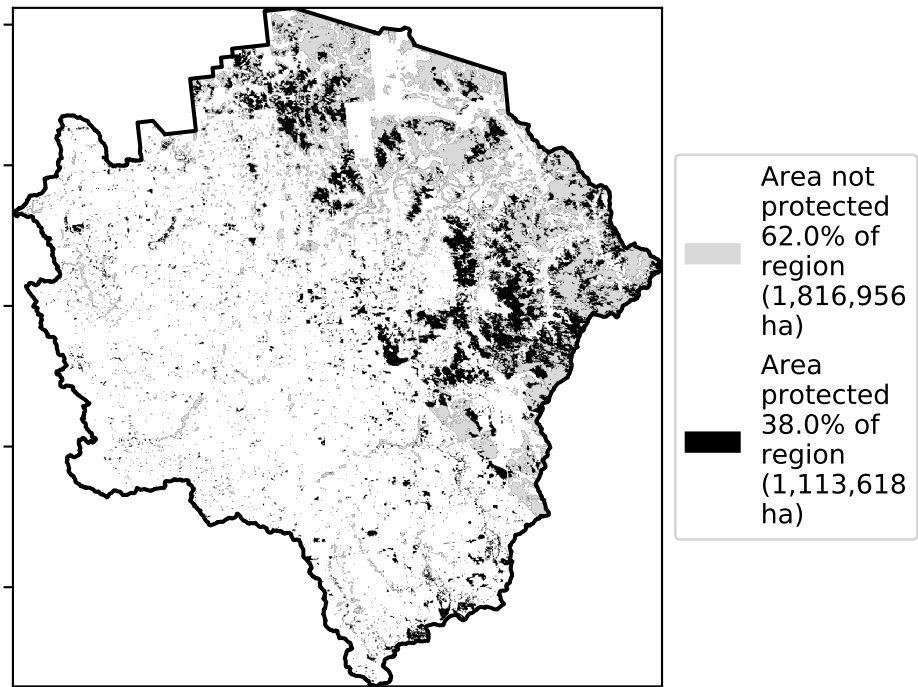 Area not
protected
62.0% of
region
(1,816,956
ha)
Area
protected
38.0% of
region
(1,113,618
ha)